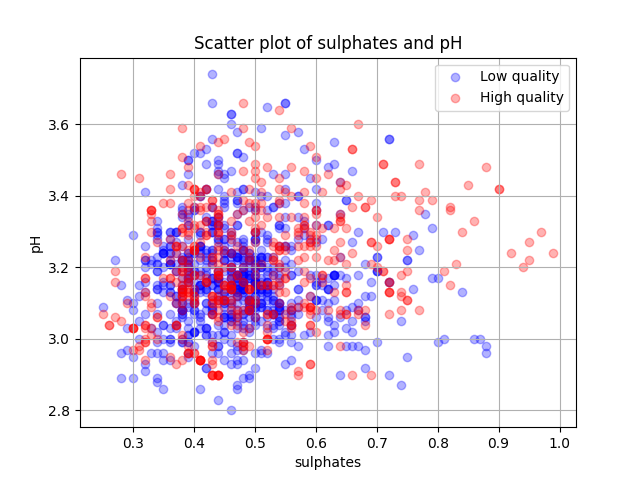 Scatter plot of sulphates and pH
Low quality
High quality
3.6
3.4
3.2
3.0
2.8
pH
0.3 0.4 0.5 0.6 0.7 0.8 0.9 1.0
sulphates